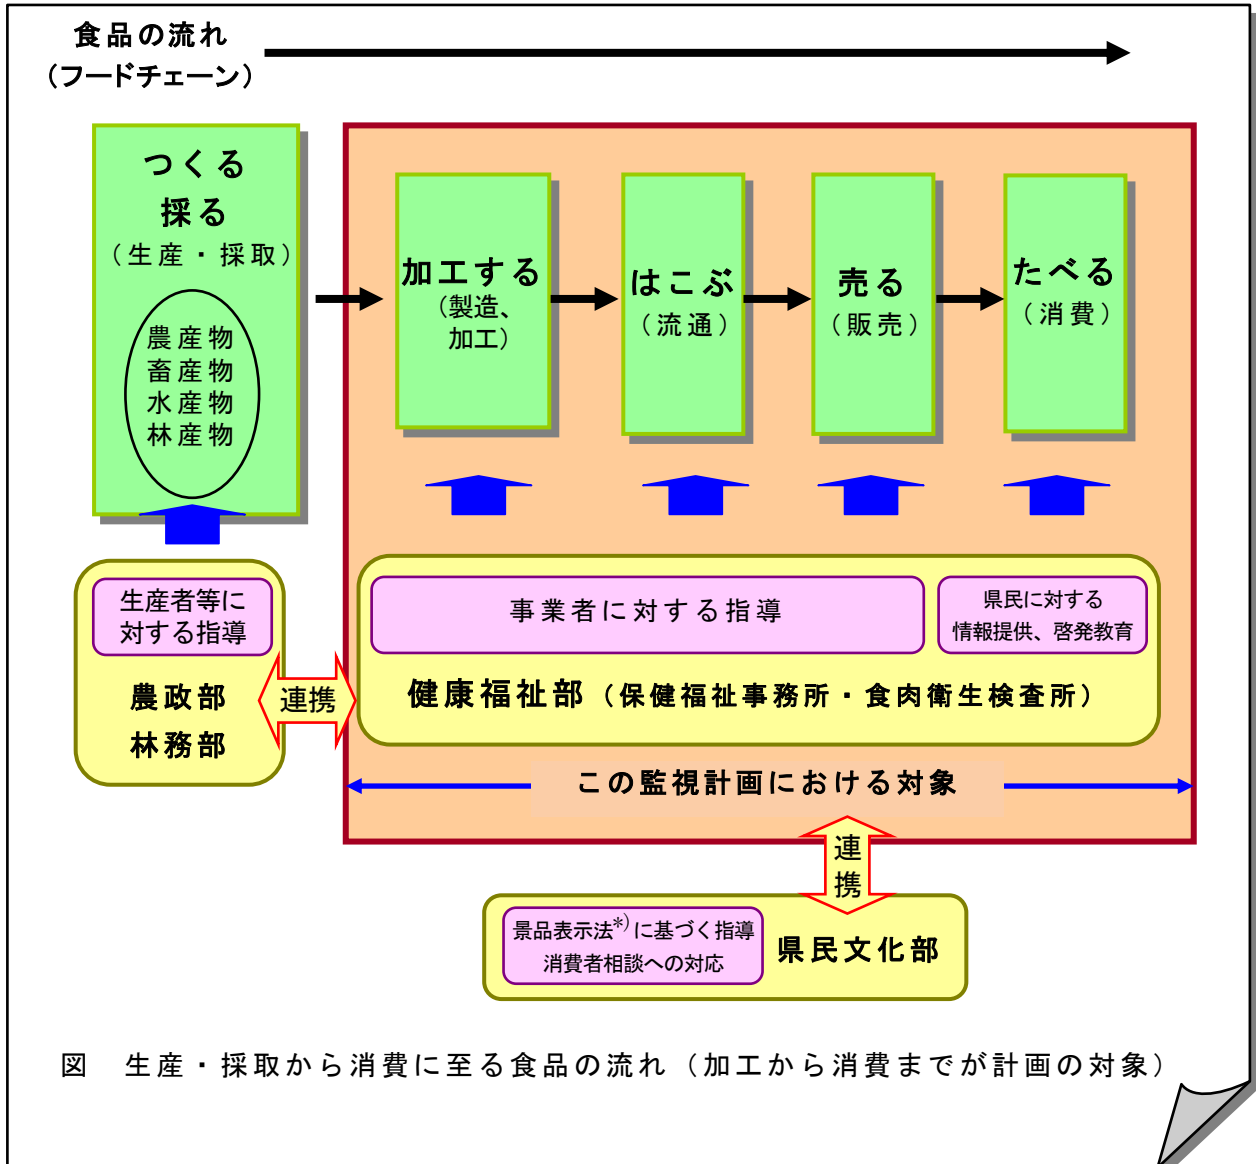 食品の流れ
（フードチェーン）
つくる
採る
（生産・採取）
農産物
畜産物
水産物
林産物
加工する
（製造、
加工）
はこぶ
（流通）
売る
（販売）
たべる
（消費）
生産者等に
対する指導
農政部
林務部
連携
事業者に対する指導
県民に対する
情報提供、啓発教育
健康福祉部（保健福祉事務所・食肉衛生検査所）
この監視計画における対象
連
携
景品表示法*)に基づく指導
消費者相談への対応
県民文化部
図　生産・採取から消費に至る食品の流れ（加工から消費までが計画の対象）